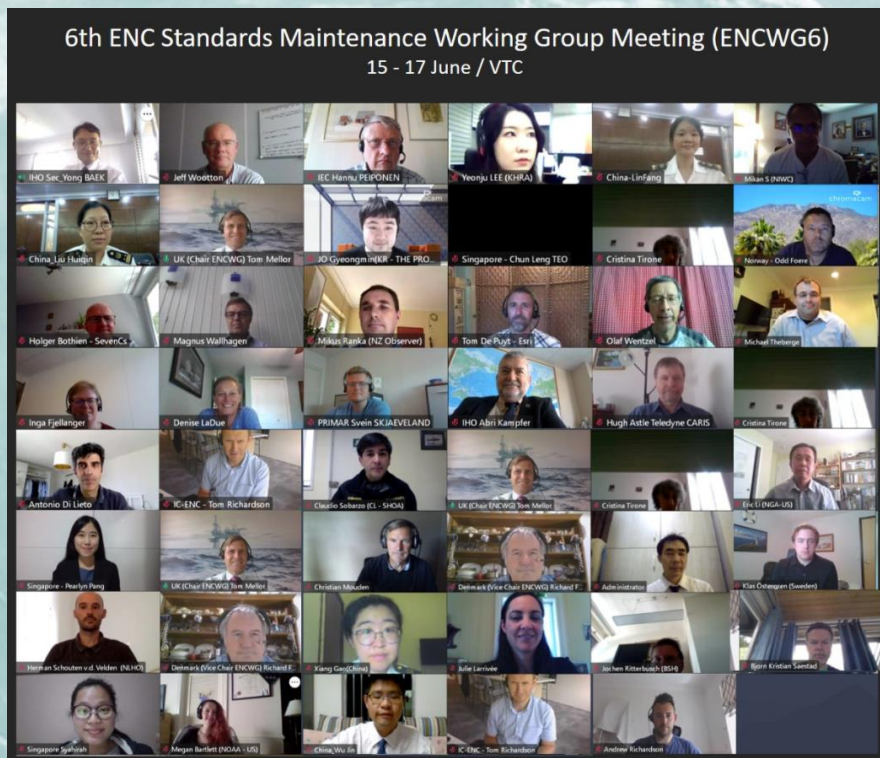 6th ENC Standards Maintenance Working Group Meeting (ENCWG6)
15 - 17 June / VTC
IHO Sec_Yong BAEK
Jeff Wootton
IEC Hannu PEIPONEN
Yeonju LEE (KHRA)
China-LinFang
Mikan S (NIWC)
chromacam
China_Liu Huiqin
UK (Chair ENCWG) Tom Mellor
JO Gyeongmin(KR - THE PRO...
Singapore - Chun Leng TEO
Cristina Tirone
Norway - Odd Foere
Holger Bothien - SevenCs
Magnus Wallhagen
Mikus Ranka (NZ Observer)
Tom De Puyt - Esri
Olaf Wentzel
Michael Theberge
Inga Fjellanger
Denise LaDue
PRIMAR Svein SKJAEVELAND
IHO Abri Kampfer
Hugh Astle Teledyne CARIS
Cristina Tirone
Antonio Di Lieto
IC-ENC - Tom Richardson
Claudio Sobarzo (CL - SHOA)
UK (Chair ENCWG) Tom Mellor
Cristina Tirone
Eric Li (NGA-US)
Singapore - Pearlyn Pang
UK (Chair ENCWG) Tom Mellor
Christian Mouden
Denmark (Vice Chair ENCWG) Richard F...
Administrator
Klas Östergren (Sweden)
Herman Schouten v.d. Velden (NLHO)
Denmark (Vice Chair ENCWG) Richard F...
Xiang Gao(China)
Julie Larrivée
Jochen Ritterbusch (BSH)
Bjorn Kristian Saestad
Singapore Syahirah
Megan Bartlett (NOAA - US)
China_Wu Jin
IC-ENC - Tom Richardson
Andrew Richardson